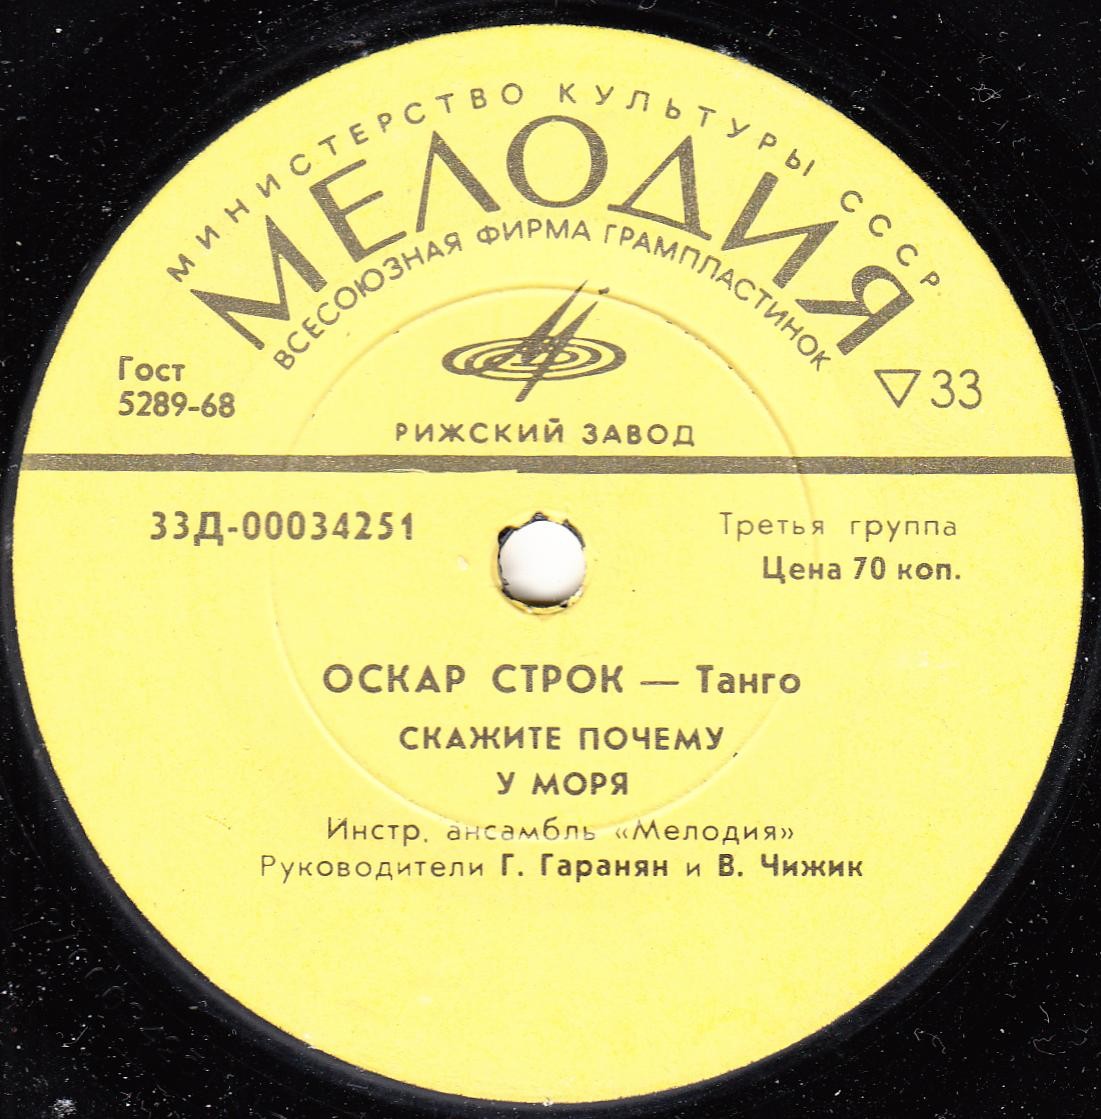 МИНИСТЕРСТВО КУЛЬТУРЫ СССР
МЕЛОДИЯ
ВСЕСОЮЗНАЯ ФИРМА ГРАМПЛАСТИНОК
Гост
5289-68
33
РИЖСКИЙ ЗАВОД
33Д-00034251
Третья группа
Цена 70 коп.
ОСКАР СТРОК — Танго
СКАЖИТЕ ПОЧЕМУ
У МОРЯ
Инстр. ансамбль «Мелодия»
Руководители Г. Гаранян и В. Чижик